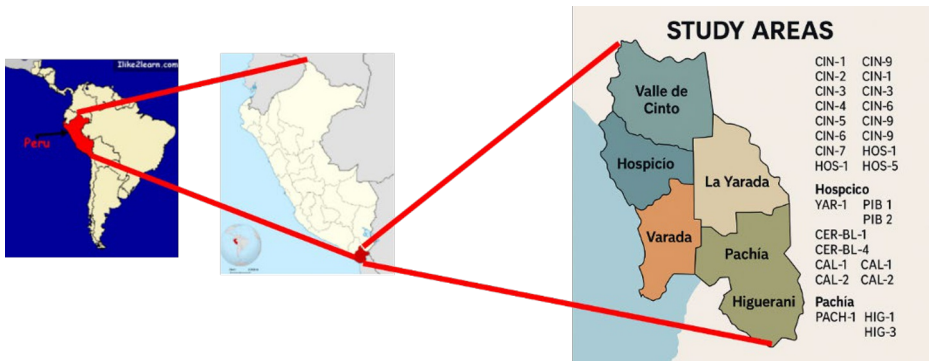 Ilike2learn.com
Peru
STUDY AREAS
Valle de
Cinto
Hospicio
La Yarada
Varada
Pachía
Higuerani
CIN-1 CIN-9
CIN-2 CIN-1
CIN-3 CIN-3
CIN-4 CIN-6
CIN-5 CIN-9
CIN-6 CIN-9
CIN-7 HOS-1
HOS-1 HOS-5
Hospcico
YAR-1 PIB 1
PIB 2
CER-BL-1
CER-BL-4
CAL-1 CAL-1
CAL-2 CAL-2
Pachía
PACH-1 HIG-1
HIG-3